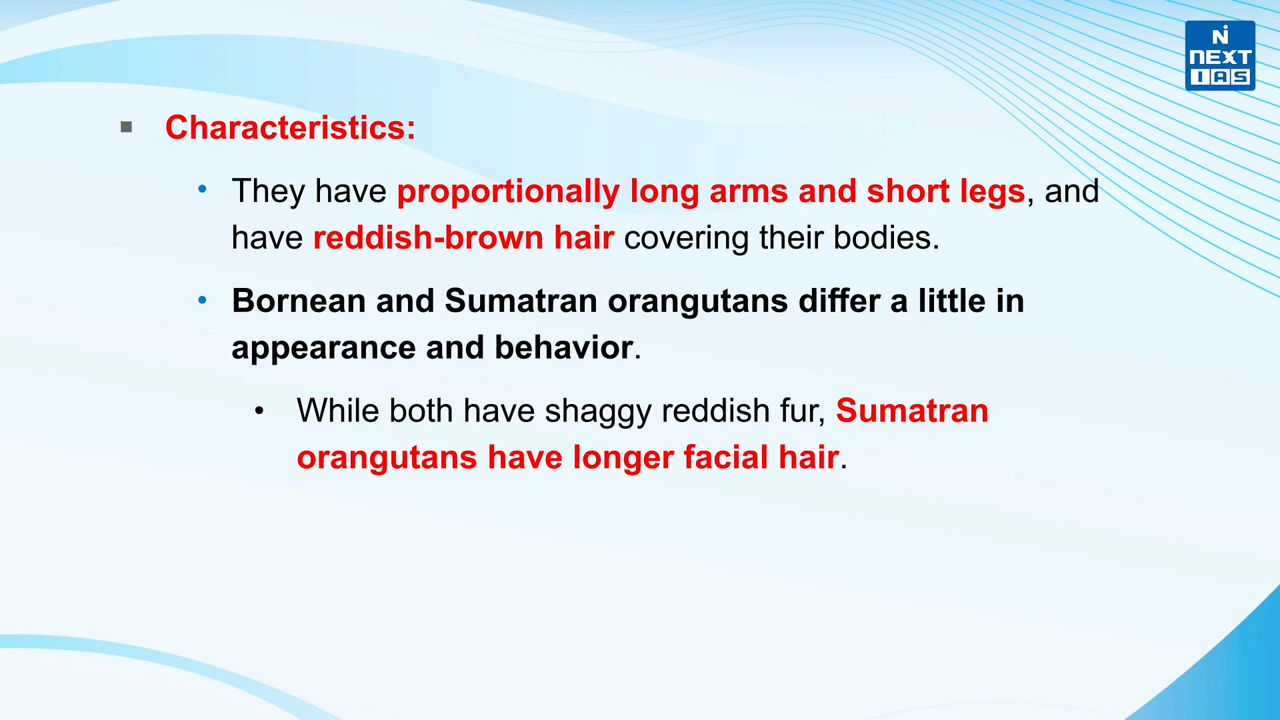 NEXT
IAS
▪ Characteristics:
• They have proportionally long arms and short legs, and
have reddish-brown hair covering their bodies.
• Bornean and Sumatran orangutans differ a little in
appearance and behavior.
• While both have shaggy reddish fur, Sumatran
orangutans have longer facial hair.